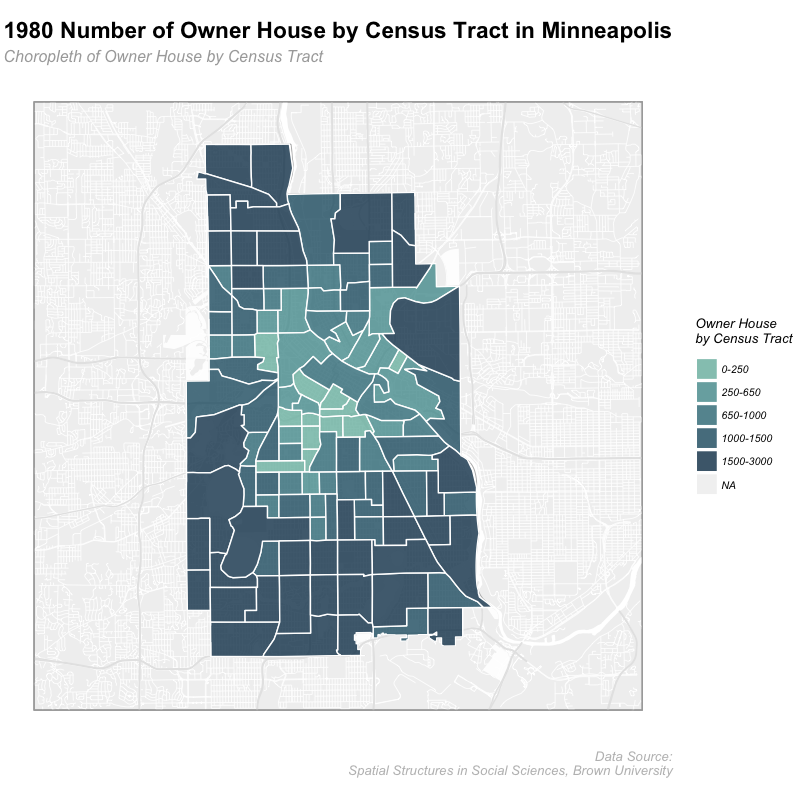 1980 Number of Owner House by Census Tract in Minneapolis
Choropleth of Owner House by Census Tract
Owner House
by Census Tract
0-250
250-650
650-1000
1000-1500
1500-3000
NA
Data Source:
Spatial Structures in Social Sciences, Brown University